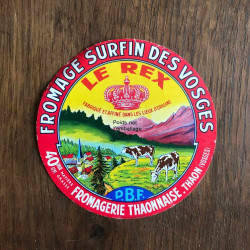 FROMAGE SURFIN DES VOSGES
LE REX
FABRIQUÉ ET AFFINÉ DANS LES LIEUX D'ORIGINE
Poids net
emballage
40%
P.B.F.
FROMAGERIE THAONNAISE . THAON (VOSGES)